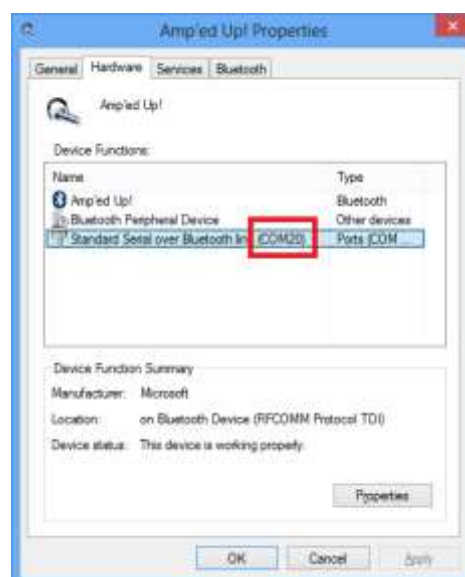 Amp'ed Up! Properties
General Hardware Services Bluetooth
Amp'ed Up!
Device Functions:
Name Type
Amp'ed Up! Bluetooth
Bluetooth Peripheral Device Other devices
Standard Serial over Bluetooth lin (COM20) Ports (COM ...
Device Function Summary
Manufacturer: Microsoft
Location: on Bluetooth Device (RFCOMM Protocol TDI)
Device status: This device is working properly.
Properties
OK Cancel Apply